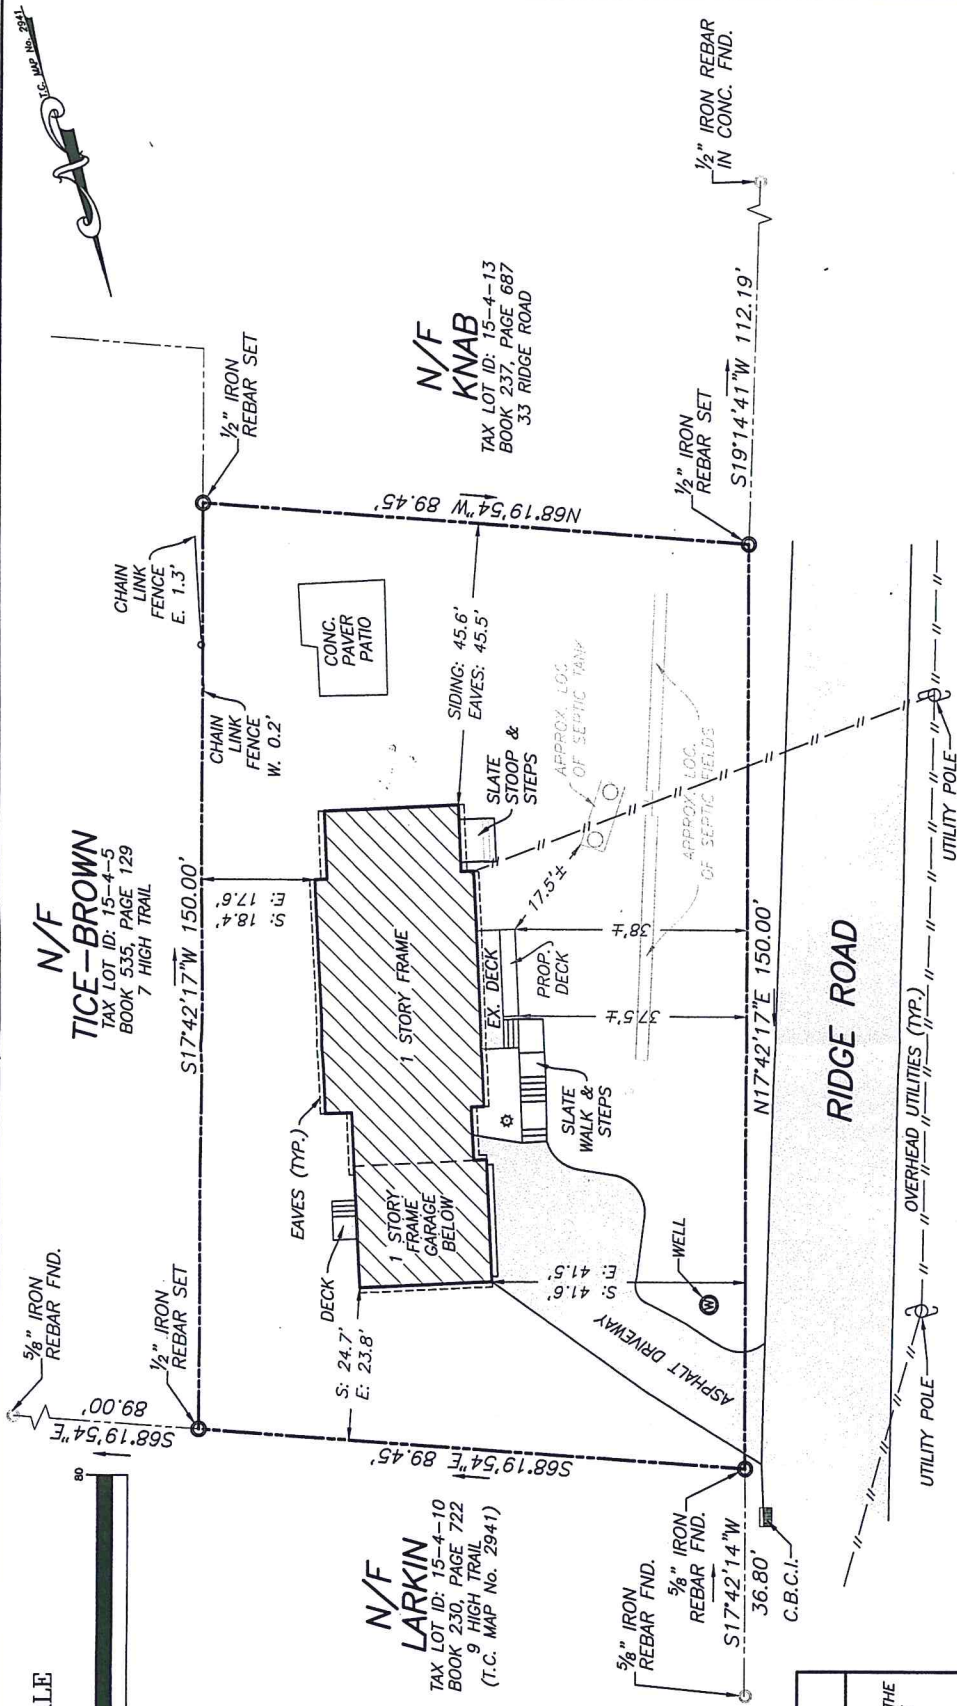 T.C. MAP No. 2941
N/F
TICE-BROWN
TAX LOT ID: 15-4-5
BOOK 535, PAGE 129
7 HIGH TRAIL
5/8" IRON
REBAR FND.
S68°19'54"E
89.00'
1/2" IRON
REBAR SET
S17°42'17"W 150.00'
CHAIN
LINK
FENCE
W. 0.2'
CHAIN
LINK
FENCE
E. 1.3'
1/2" IRON
REBAR SET
80
N/F
LARKIN
TAX LOT ID: 15-4-10
BOOK 230, PAGE 722
9 HIGH TRAIL
(T.C. MAP No. 2941)
S68°19'54"E 89.45'
S: 24.7'
E: 23.8'
DECK
EAVES (TYP.)
S: 18.4'
E: 17.6'
1 STORY
FRAME
GARAGE
BELOW
1 STORY FRAME
CONC.
PAVER
PATIO
SIDING: 45.6'
EAVES: 45.5'
N68°19'54"W 89.45'
N/F
KNAB
TAX LOT ID: 15-4-13
BOOK 237, PAGE 687
33 RIDGE ROAD
SLATE
STOOP &
STEPS
EX. DECK
PROP.
DECK
17.5'±
38'±
37.5'±
APPROX. LOC.
OF SEPTIC TANK
APPROX. LOC.
OF SEPTIC FIELDS
SLATE
WALK &
STEPS
S: 41.6'
E: 41.5'
W
WELL
ASPHALT DRIVEWAY
5/8" IRON
REBAR FND.
5/8" IRON
REBAR FND.
S17°42'14"W
36.80'
C.B.C.I.
N17°42'17"E 150.00'
1/2" IRON
REBAR SET
S19°14'41"W 112.19'
1/2" IRON REBAR
IN CONC. FND.
RIDGE ROAD
OVERHEAD UTILITIES (TYP.)
UTILITY POLE
UTILITY POLE
THE